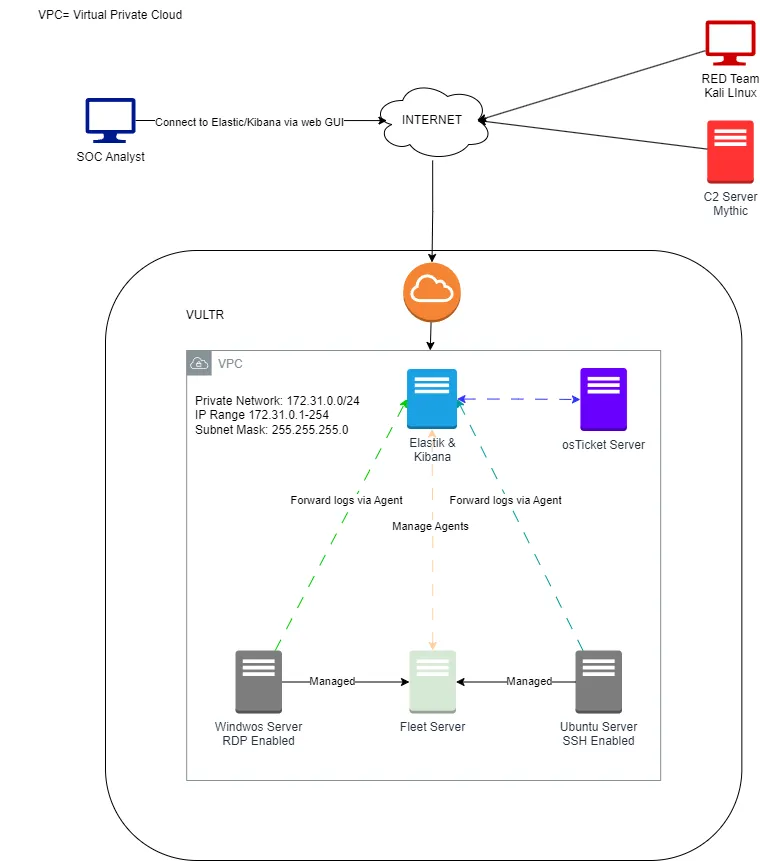 VPC= Virtual Private Cloud
RED Team
Kali LInux
INTERNET
Connect to Elastic/Kibana via web GUI
SOC Analyst
C2 Server
Mythic
VULTR
VPC
Private Network: 172.31.0.0/24
IP Range 172.31.0.1-254
Subnet Mask: 255.255.255.0
Elastik &
Kibana
osTicket Server
Forward logs via Agent
Forward logs via Agent
Manage Agents
Managed
Managed
Windwos Server
RDP Enabled
Fleet Server
Ubuntu Server
SSH Enabled